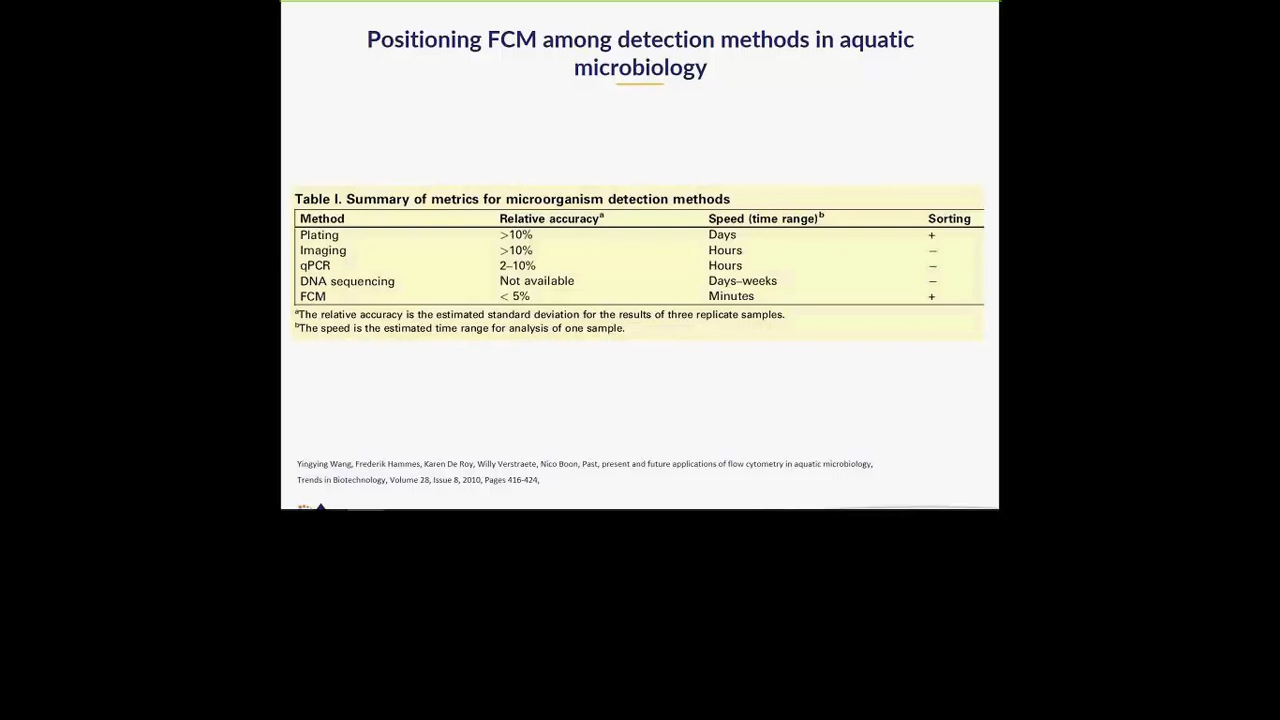 Positioning FCM among detection methods in aquatic
microbiology
Table I. Summary of metrics for microorganism detection methods
Method Relative accuracyᵃ Speed (time range)ᵇ Sorting
Plating >10% Days +
Imaging >10% Hours −
qPCR 2–10% Hours −
DNA sequencing Not available Days–weeks −
FCM < 5% Minutes +
ᵃThe relative accuracy is the estimated standard deviation for the results of three replicate samples.
ᵇThe speed is the estimated time range for analysis of one sample.
Yingying Wang, Frederik Hammes, Karen De Roy, Willy Verstraete, Nico Boon, Past, present and future applications of flow cytometry in aquatic microbiology,
Trends in Biotechnology, Volume 28, Issue 8, 2010, Pages 416-424,